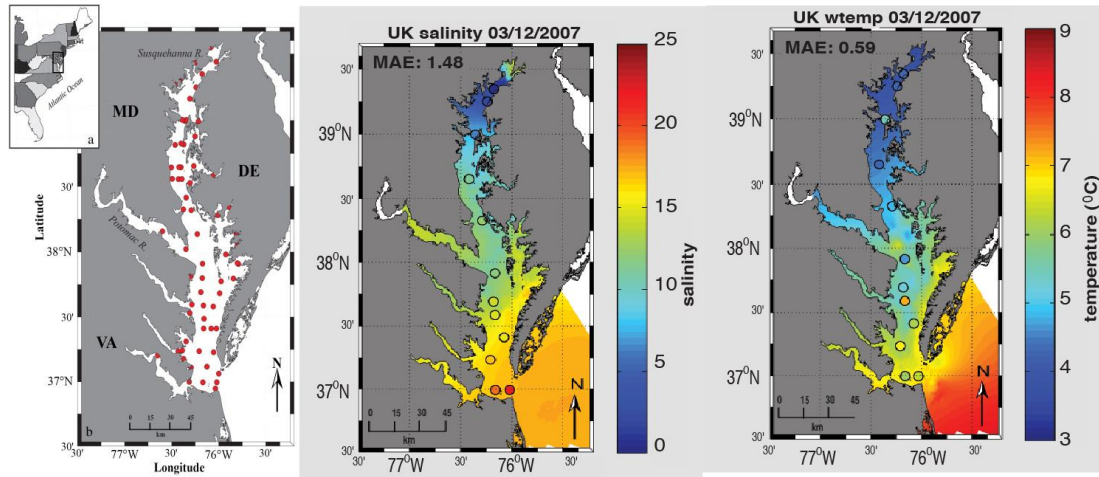 a
Atlantic Ocean
b
Susquehanna R.
MD
DE
Potomac R.
VA
N
0 15 30 45
km
39°N
30'
38°N
30'
37°N
30'
Latitude
77°W 30' 76°W 30'
Longitude
UK salinity 03/12/2007
MAE: 1.48
30'
39°N
30'
38°N
30'
37°N
30'
N
0 15 30 45
km
30' 77°W 30' 76°W 30'
25
20
15
10
5
0
salinity
UK wtemp 03/12/2007
MAE: 0.59
30'
39°N
30'
38°N
30'
37°N
30'
N
0 15 30 45
km
30' 77°W 30' 76°W 30'
9
8
7
6
5
4
3
temperature (⁰C)